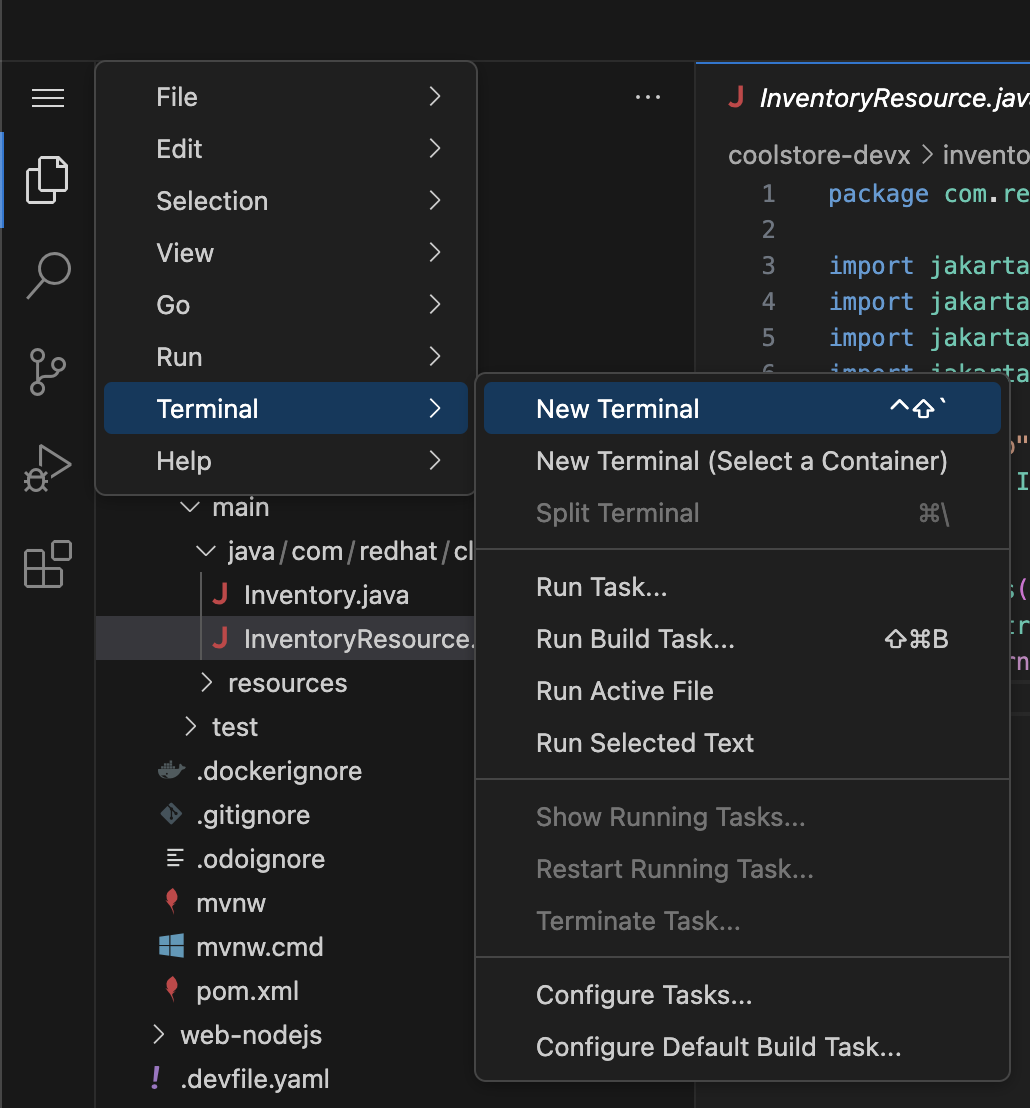 File
Edit
Selection
View
Go
Run
Terminal
Help
New Terminal ^⇧`
New Terminal (Select a Container)
Split Terminal ⌘\
Run Task...
Run Build Task... ⇧⌘B
Run Active File
Run Selected Text
Show Running Tasks...
Restart Running Task...
Terminate Task...
Configure Tasks...
Configure Default Build Task...
main
java/com/redhat/cl
J Inventory.java
J InventoryResource.
resources
test
.dockerignore
.gitignore
.odoignore
mvnw
mvnw.cmd
pom.xml
web-nodejs
! .devfile.yaml
...
J InventoryResource.java
coolstore-devx > invento
1 package com.re
2
3 import jakarta
4 import jakarta
5 import jakarta
6 import jakarta